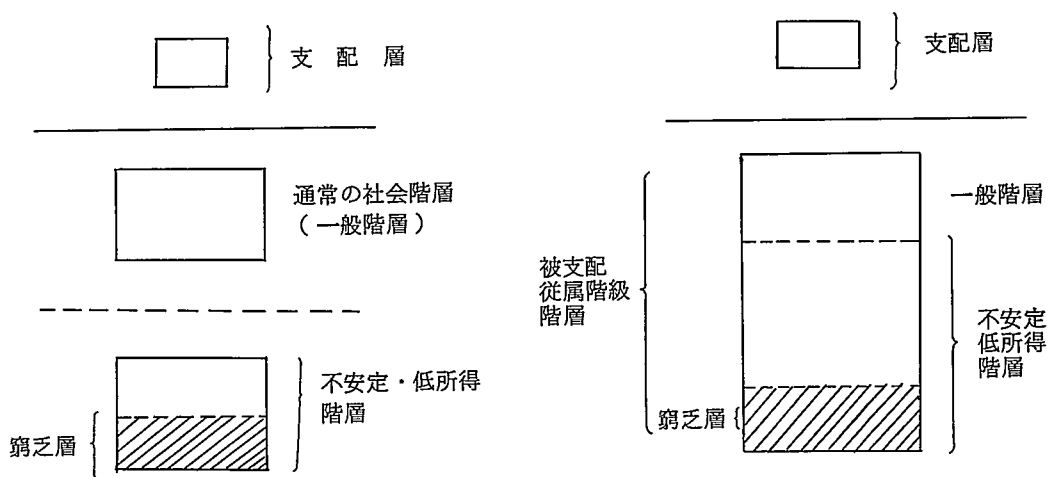 支配層
通常の社会階層
(一般階層)
不安定・低所得
階層
窮乏層
支配層
一般階層
被支配
従属階級
階層
不安定
低所得
階層
窮乏層